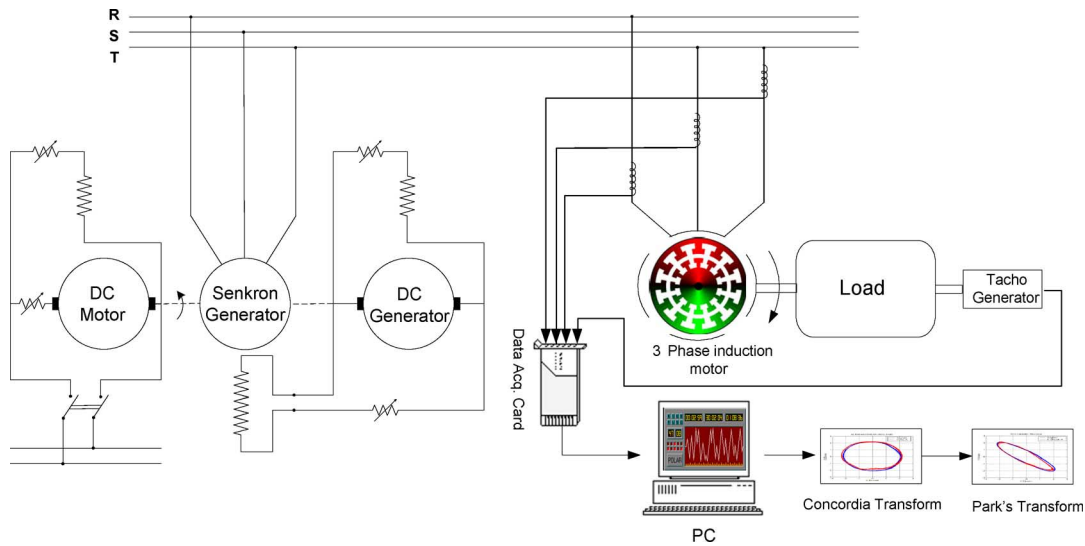 R
S
T
DC
Motor
Senkron
Generator
DC
Generator
Load
Tacho
Generator
3 Phase induction
motor
Data Acq. Card
POLAR
PC
Concordia Transform
Park's Transform